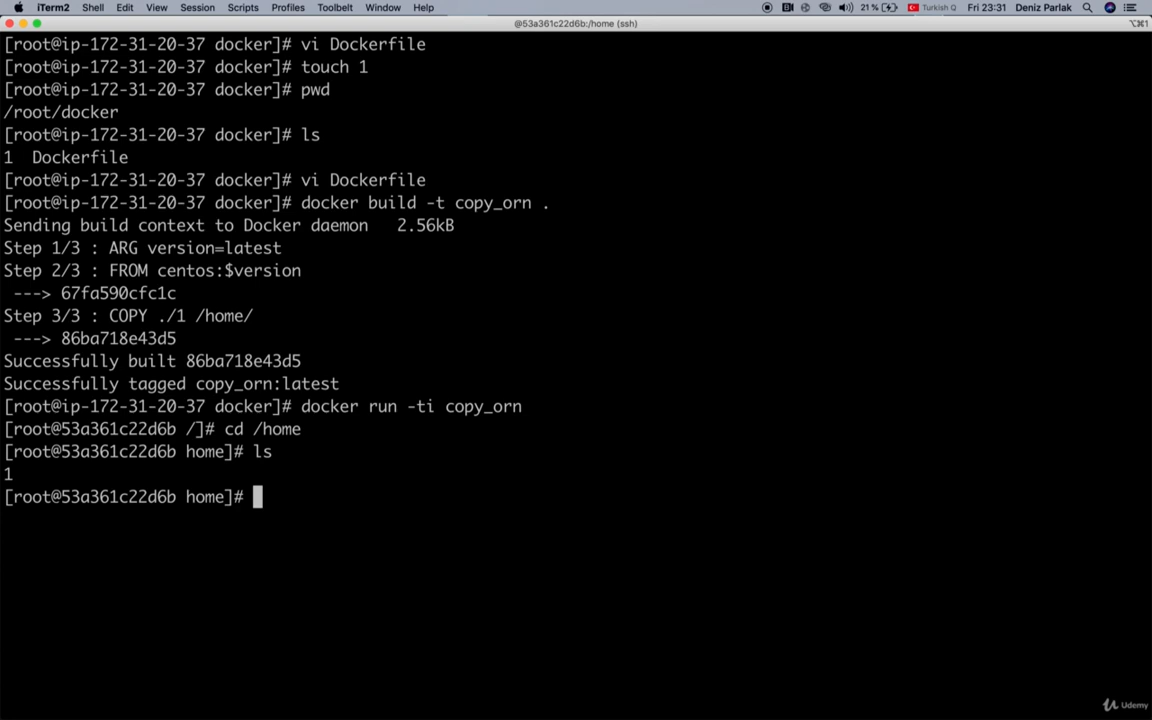 iTerm2 Shell Edit View Session Scripts Profiles Toolbelt Window Help 21 % Turkish Q Fri 23:31 Deniz Parlak
@53a361c22d6b:/home (ssh) ⌥⌘1
[root@ip-172-31-20-37 docker]# vi Dockerfile
[root@ip-172-31-20-37 docker]# touch 1
[root@ip-172-31-20-37 docker]# pwd
/root/docker
[root@ip-172-31-20-37 docker]# ls
1  Dockerfile
[root@ip-172-31-20-37 docker]# vi Dockerfile
[root@ip-172-31-20-37 docker]# docker build -t copy_orn .
Sending build context to Docker daemon   2.56kB
Step 1/3 : ARG version=latest
Step 2/3 : FROM centos:$version
 ---> 67fa590cfc1c
Step 3/3 : COPY ./1 /home/
 ---> 86ba718e43d5
Successfully built 86ba718e43d5
Successfully tagged copy_orn:latest
[root@ip-172-31-20-37 docker]# docker run -ti copy_orn
[root@53a361c22d6b /]# cd /home
[root@53a361c22d6b home]# ls
1
[root@53a361c22d6b home]#
Udemy